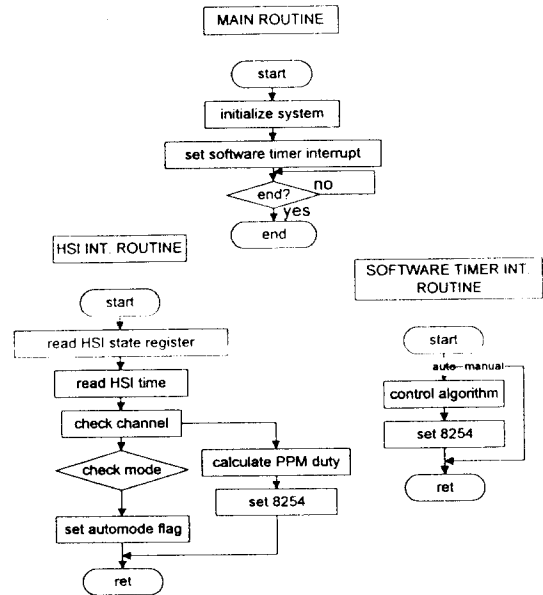 MAIN ROUTINE
start
initialize system
set software timer interrupt
end?
no
yes
end
HSI INT. ROUTINE
start
read HSI state register
read HSI time
check channel
check mode
set automode flag
calculate PPM duty
set 8254
ret
SOFTWARE TIMER INT.
ROUTINE
start
auto manual
control algorithm
set 8254
ret